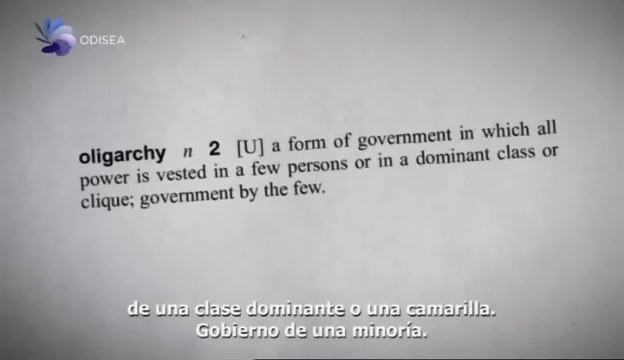 ODISEA
oligarchy n 2 [U] a form of government in which all
power is vested in a few persons or in a dominant class or
clique; government by the few.
de una clase dominante o una camarilla.
Gobierno de una minoría.